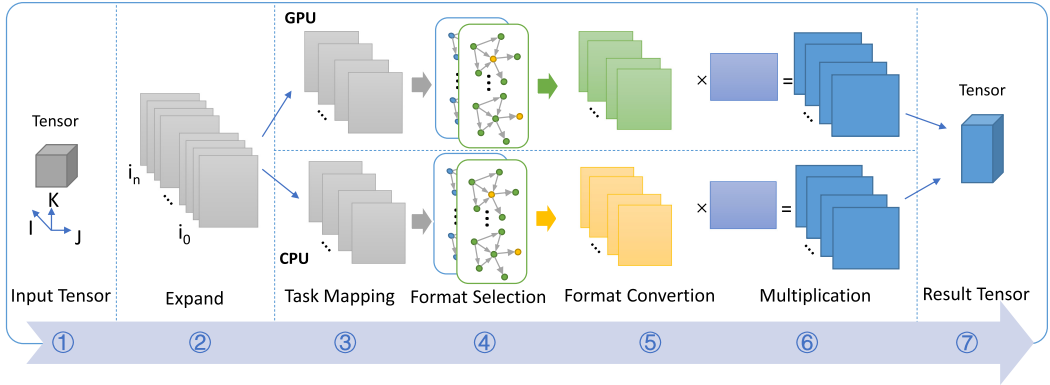 GPU
Tensor
K
I
J
i_n
i_0
CPU
×
=
×
=
Tensor
Input Tensor
Expand
Task Mapping
Format Selection
Format Convertion
Multiplication
Result Tensor
① ② ③ ④ ⑤ ⑥ ⑦